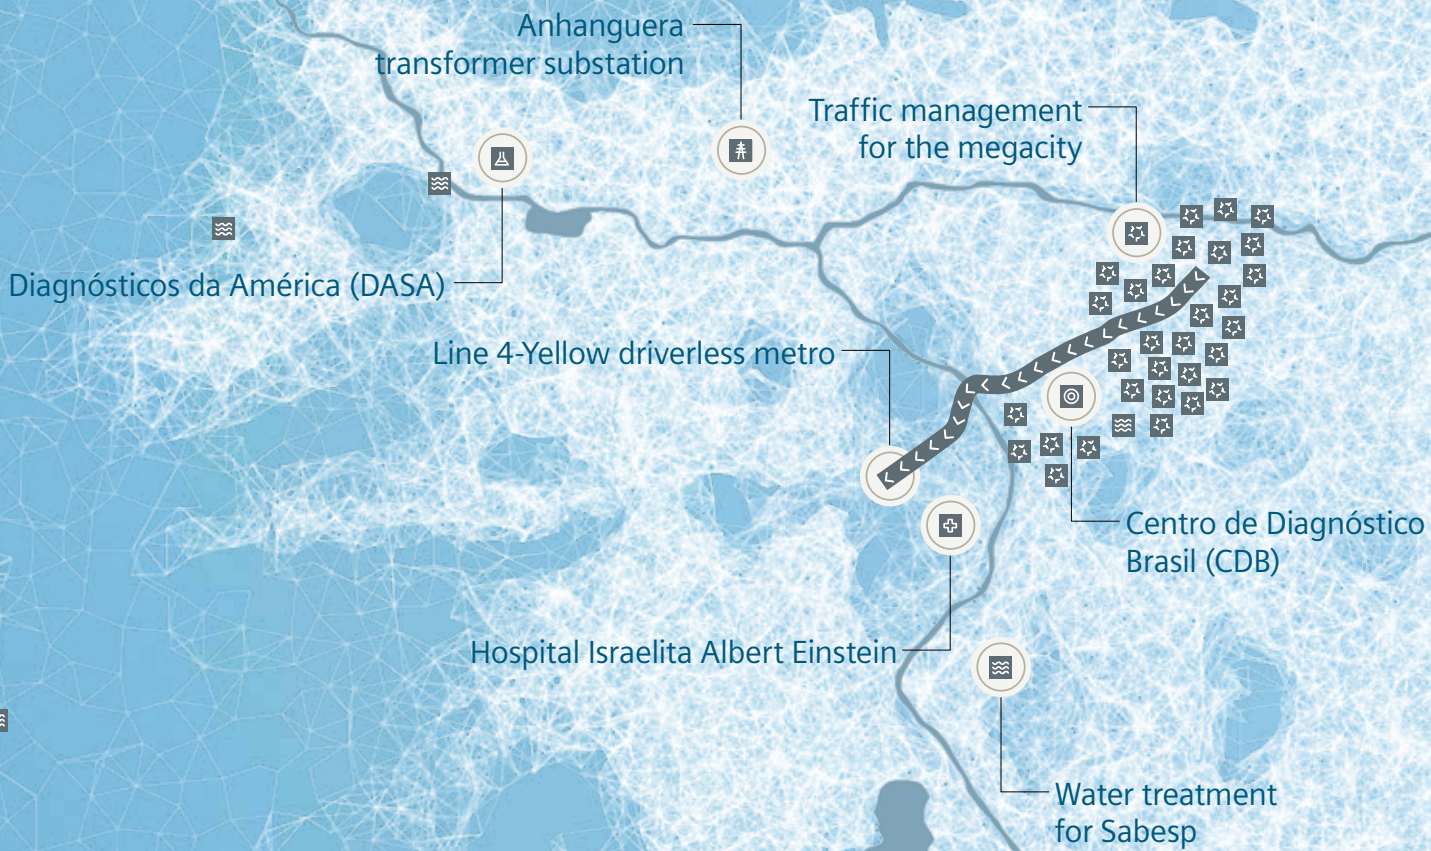 Anhanguera
transformer substation
Traffic management
for the megacity
Diagnósticos da América (DASA)
Line 4-Yellow driverless metro
Centro de Diagnóstico
Brasil (CDB)
Hospital Israelita Albert Einstein
Water treatment
for Sabesp